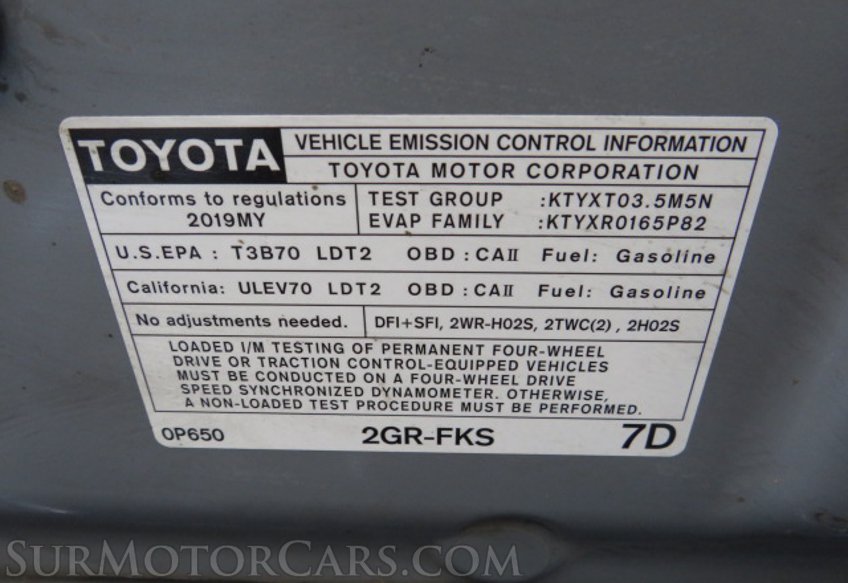 TOYOTA
VEHICLE EMISSION CONTROL INFORMATION
TOYOTA MOTOR CORPORATION
Conforms to regulations
2019MY
TEST GROUP :KTYXT03.5M5N
EVAP FAMILY :KTYXR0165P82
U.S.EPA : T3B70 LDT2 OBD : CAII Fuel: Gasoline
California: ULEV70 LDT2 OBD : CAII Fuel: Gasoline
No adjustments needed.
DFI+SFI, 2WR-HO2S, 2TWC(2), 2HO2S
LOADED I/M TESTING OF PERMANENT FOUR-WHEEL
DRIVE OR TRACTION CONTROL-EQUIPPED VEHICLES
MUST BE CONDUCTED ON A FOUR-WHEEL DRIVE
SPEED SYNCHRONIZED DYNAMOMETER. OTHERWISE,
A NON-LOADED TEST PROCEDURE MUST BE PERFORMED.
0P650 2GR-FKS 7D
SURMOTORCARS.COM